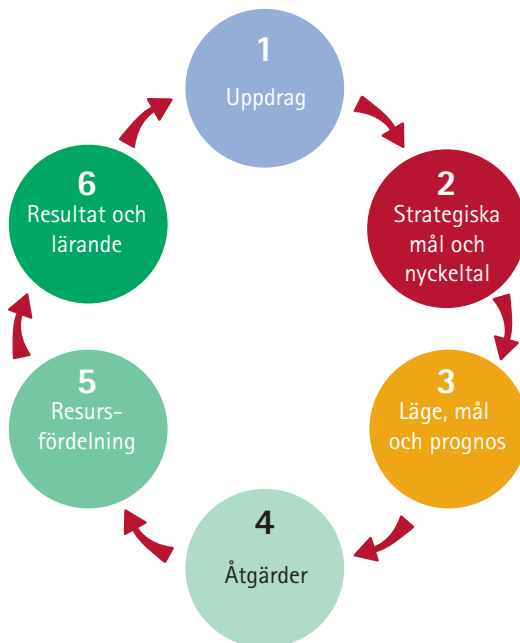 1
Uppdrag
2
Strategiska
mål och
nyckeltal
3
Läge, mål
och prognos
4
Åtgärder
5
Resurs-
fördelning
6
Resultat och
lärande